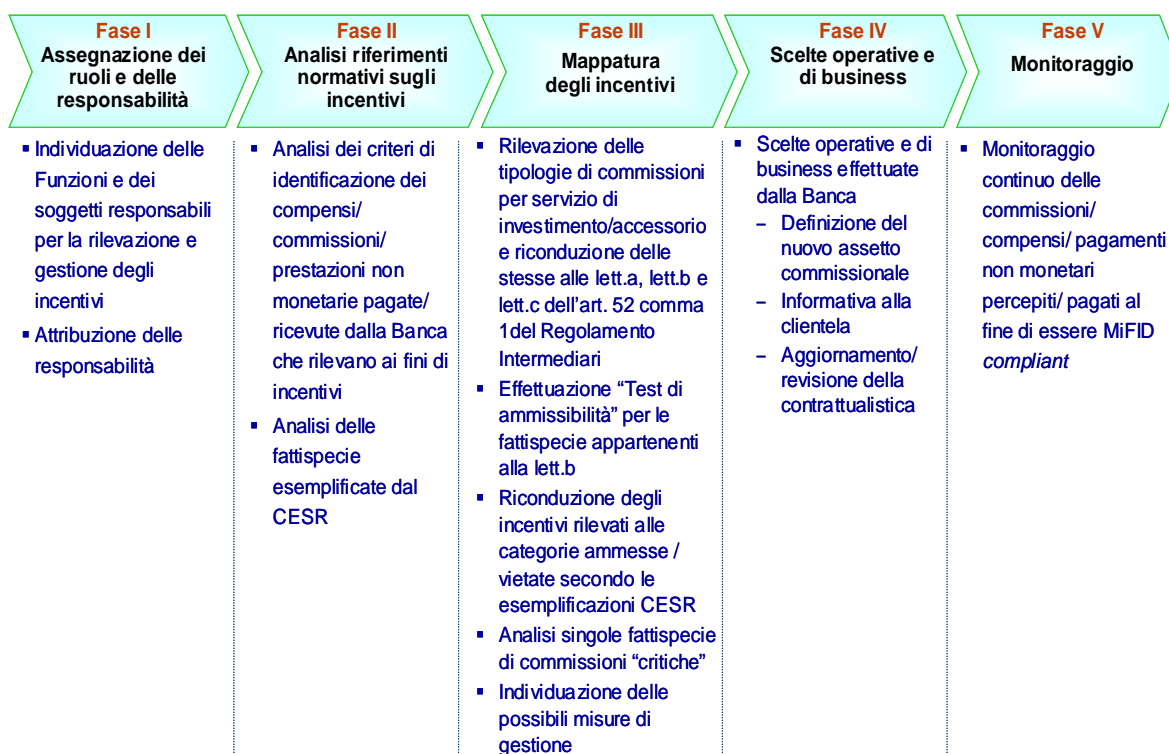 Fase I
Assegnazione dei
ruoli e delle
responsabilità
▪ Individuazione delle
Funzioni e dei
soggetti responsabili
per la rilevazione e
gestione degli
incentivi
▪ Attribuzione delle
responsabilità
Fase II
Analisi riferimenti
normativi sugli
incentivi
▪ Analisi dei criteri di
identificazione dei
compensi/
commissioni/
prestazioni non
monetarie pagate/
ricevute dalla Banca
che rilevano ai fini di
incentivi
▪ Analisi delle
fattispecie
esemplificate dal
CESR
Fase III
Mappatura
degli incentivi
▪ Rilevazione delle
tipologie di commissioni
per servizio di
investimento/accessorio
e riconduzione delle
stesse alle lett.a, lett.b e
lett.c dell'art. 52 comma
1del Regolamento
Intermediari
▪ Effettuazione "Test di
ammissibilità" per le
fattispecie appartenenti
alla lett.b
▪ Riconduzione degli
incentivi rilevati alle
categorie ammesse /
vietate secondo le
esemplificazioni CESR
▪ Analisi singole fattispecie
di commissioni "critiche"
▪ Individuazione delle
possibili misure di
gestione
Fase IV
Scelte operative e
di business
▪ Scelte operative e di
business effettuate
dalla Banca
– Definizione del
nuovo assetto
commissionale
– Informativa alla
clientela
– Aggiornamento/
revisione della
contrattualistica
Fase V
Monitoraggio
▪ Monitoraggio
continuo delle
commissioni/
compensi/ pagamenti
non monetari
percepiti/ pagati al
fine di essere MiFID
compliant